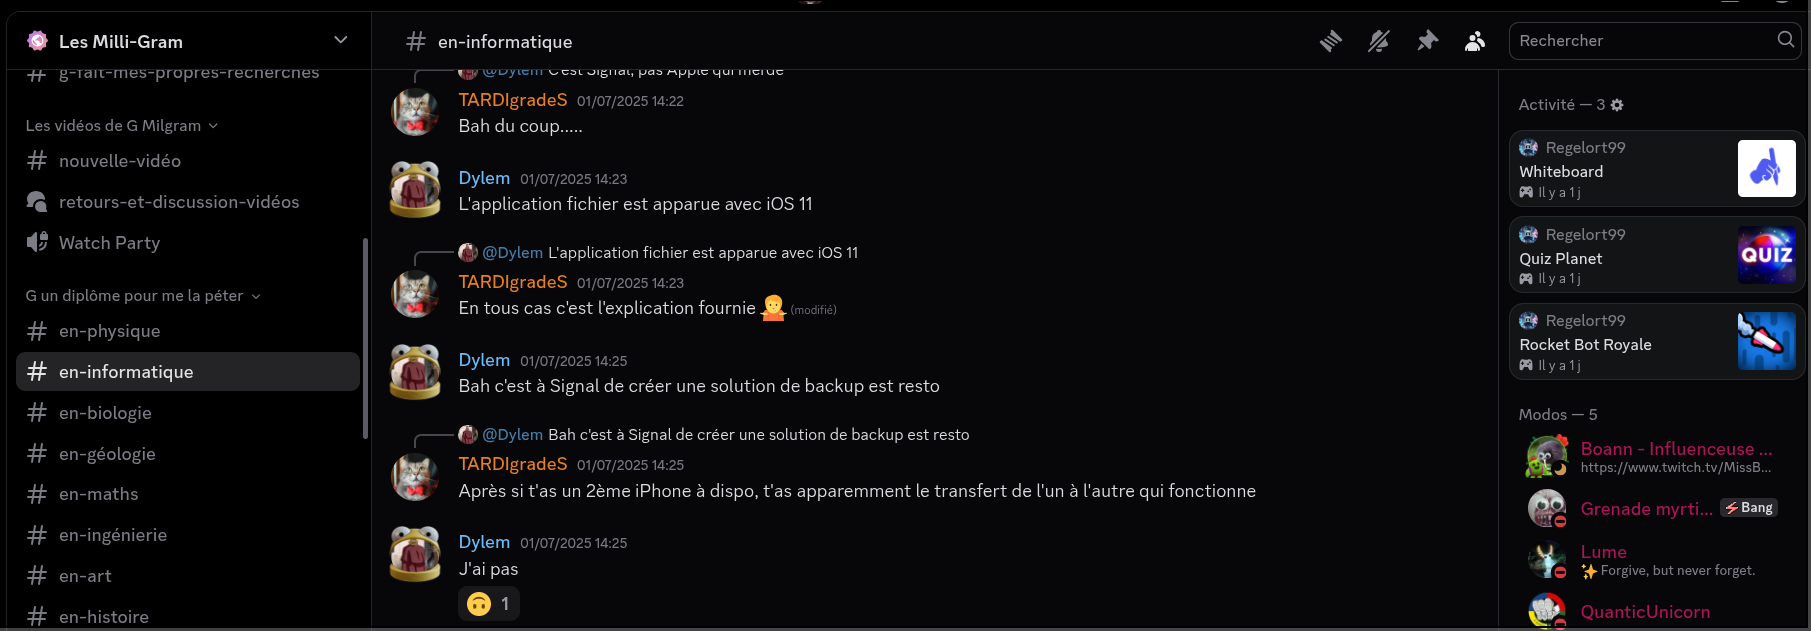 Les Milli-Gram
g-fait-mes-propres-recherches
Les vidéos de G Milgram
nouvelle-vidéo
retours-et-discussion-vidéos
Watch Party
G un diplôme pour me la péter
en-physique
en-informatique
en-biologie
en-géologie
en-maths
en-ingénierie
en-art
en-histoire
en-informatique
@Dylem C'est Signal, pas Apple qui merde
TARDIgradeS 01/07/2025 14:22
Bah du coup.....
Dylem 01/07/2025 14:23
L'application fichier est apparue avec iOS 11
@Dylem L'application fichier est apparue avec iOS 11
TARDIgradeS 01/07/2025 14:23
En tous cas c'est l'explication fournie 🤷 (modifié)
Dylem 01/07/2025 14:25
Bah c'est à Signal de créer une solution de backup est resto
@Dylem Bah c'est à Signal de créer une solution de backup est resto
TARDIgradeS 01/07/2025 14:25
Après si t'as un 2ème iPhone à dispo, t'as apparemment le transfert de l'un à l'autre qui fonctionne
Dylem 01/07/2025 14:25
J'ai pas
🙃 1
Rechercher
Activité — 3
Regelort99
Whiteboard
Il y a 1 j
Regelort99
Quiz Planet
Il y a 1 j
QUIZ
Regelort99
Rocket Bot Royale
Il y a 1 j
Modos — 5
Boann - Influenceuse ...
https://www.twitch.tv/MissB...
Grenade myrti... Bang
Lume
✨ Forgive, but never forget.
QuanticUnicorn